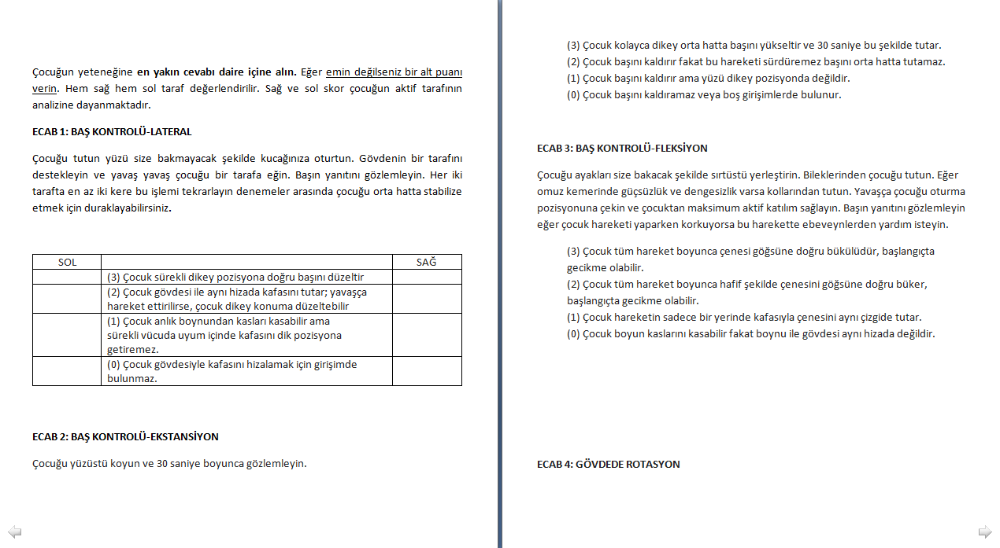 Çocuğun yeteneğine en yakın cevabı daire içine alın. Eğer emin değilseniz bir alt puanı
verin. Hem sağ hem sol taraf değerlendirilir. Sağ ve sol skor çocuğun aktif tarafının
analizine dayanmaktadır.
ECAB 1: BAŞ KONTROLÜ-LATERAL
Çocuğu tutun yüzü size bakmayacak şekilde kucağınıza oturtun. Gövdenin bir tarafını
destekleyin ve yavaş yavaş çocuğu bir tarafa eğin. Başın yanıtını gözlemleyin. Her iki
tarafta en az iki kere bu işlemi tekrarlayın denemeler arasında çocuğu orta hatta stabilize
etmek için duraklayabilirsiniz.
SOL SAĞ
(3) Çocuk sürekli dikey pozisyona doğru başını düzeltir
(2) Çocuk gövdesi ile aynı hizada kafasını tutar; yavaşça
hareket ettirilirse, çocuk dikey konuma düzeltebilir
(1) Çocuk anlık boynundan kasları kasabilir ama
sürekli vücuda uyum içinde kafasını dik pozisyona
getiremez.
(0) Çocuk gövdesiyle kafasını hizalamak için girişimde
bulunmaz.
ECAB 2: BAŞ KONTROLÜ-EKSTANSİYON
Çocuğu yüzüstü koyun ve 30 saniye boyunca gözlemleyin.
(3) Çocuk kolayca dikey orta hatta başını yükseltir ve 30 saniye bu şekilde tutar.
(2) Çocuk başını kaldırır fakat bu hareketi sürdüremez başını orta hatta tutamaz.
(1) Çocuk başını kaldırır ama yüzü dikey pozisyonda değildir.
(0) Çocuk başını kaldıramaz veya boş girişimlerde bulunur.
ECAB 3: BAŞ KONTROLÜ-FLEKSİYON
Çocuğu ayakları size bakacak şekilde sırtüstü yerleştirin. Bileklerinden çocuğu tutun. Eğer
omuz kemerinde güçsüzlük ve dengesizlik varsa kollarından tutun. Yavaşça çocuğu oturma
pozisyonuna çekin ve çocuktan maksimum aktif katılım sağlayın. Başın yanıtını gözlemleyin
eğer çocuk hareketi yaparken korkuyorsa bu harekette ebeveynlerden yardım isteyin.
(3) Çocuk tüm hareket boyunca çenesi göğsüne doğru bükülüdür, başlangıçta
gecikme olabilir.
(2) Çocuk tüm hareket boyunca hafif şekilde çenesini göğsüne doğru büker,
başlangıçta gecikme olabilir.
(1) Çocuk hareketin sadece bir yerinde kafasıyla çenesini aynı çizgide tutar.
(0) Çocuk boyun kaslarını kasabilir fakat boynu ile gövdesi aynı hizada değildir.
ECAB 4: GÖVDEDE ROTASYON